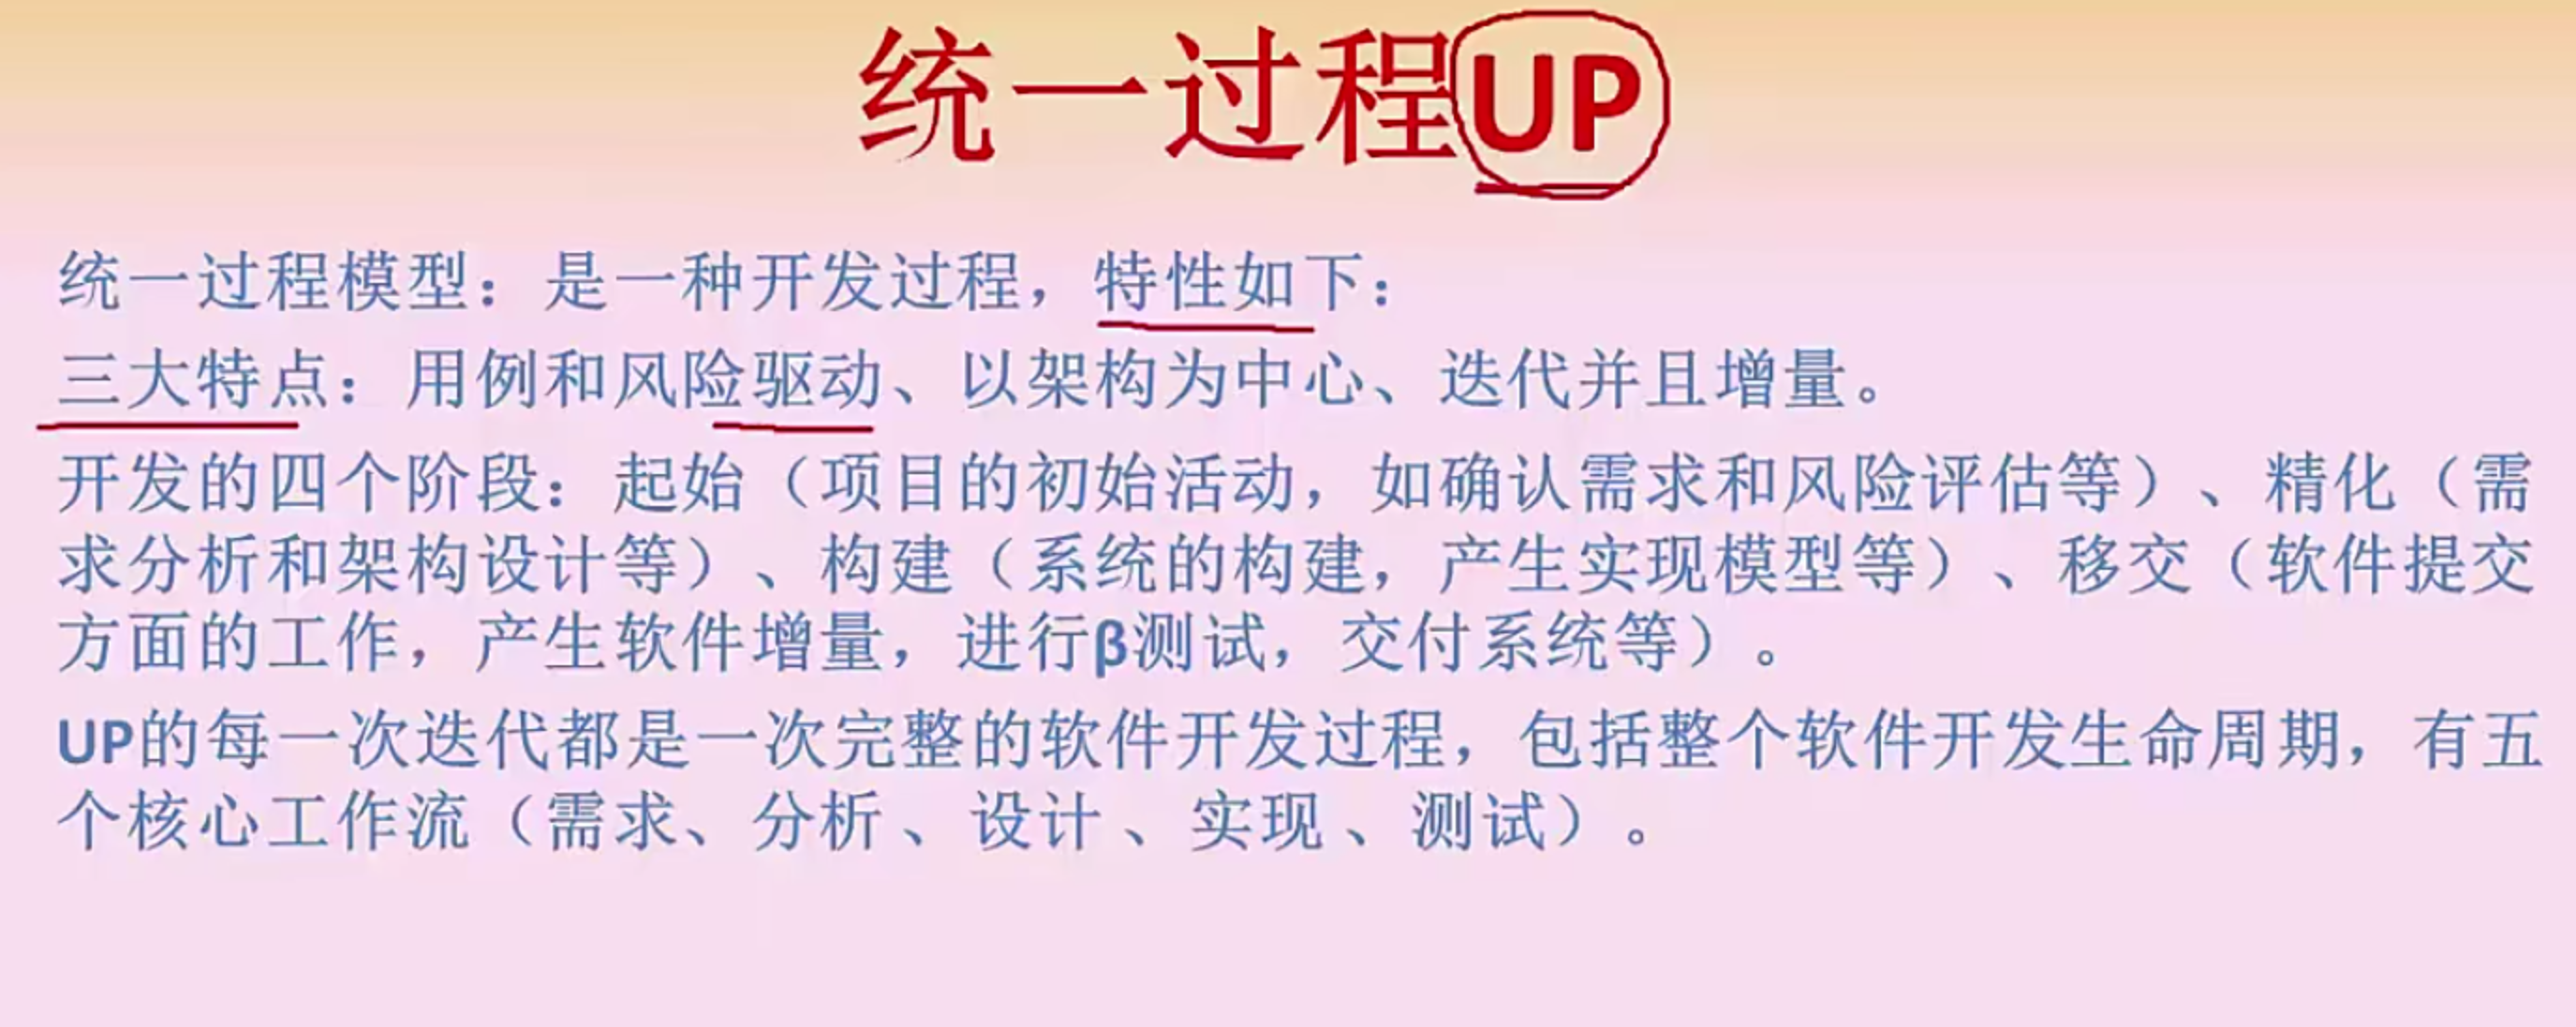 统一过程UP
统一过程模型：是一种开发过程，特性如下：
三大特点：用例和风险驱动、以架构为中心、迭代并且增量。
开发的四个阶段：起始（项目的初始活动，如确认需求和风险评估等）、精化（需
求分析和架构设计等）、构建（系统的构建，产生实现模型等）、移交（软件提交
方面的工作，产生软件增量，进行β测试，交付系统等）。
UP的每一次迭代都是一次完整的软件开发过程，包括整个软件开发生命周期，有五
个核心工作流（需求、分析、设计、实现、测试）。